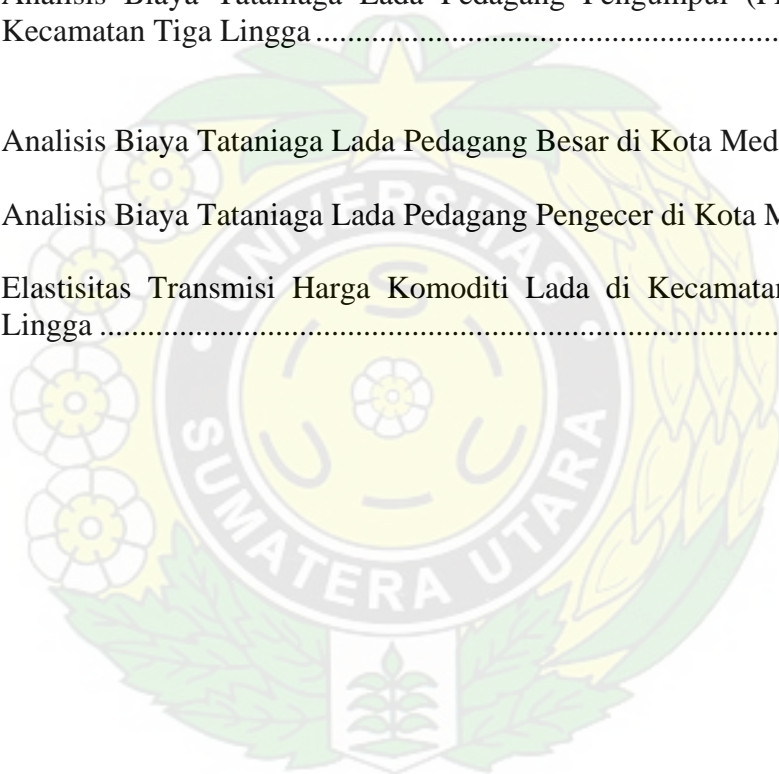 Analisis Biaya Tataniaga Lada Pedagang Pengumpul
Kecamatan Tiga Lingga ........................................................................
Analisis Biaya Tataniaga Lada Pedagang Besar di Kota Med
Analisis Biaya Tataniaga Lada Pedagang Pengecer di Kota M
Elastisitas Transmisi Harga Komoditi Lada di Kecamatan
Lingga ....................................................................................................
UNIVERSITAS
SUMATERA UTARA